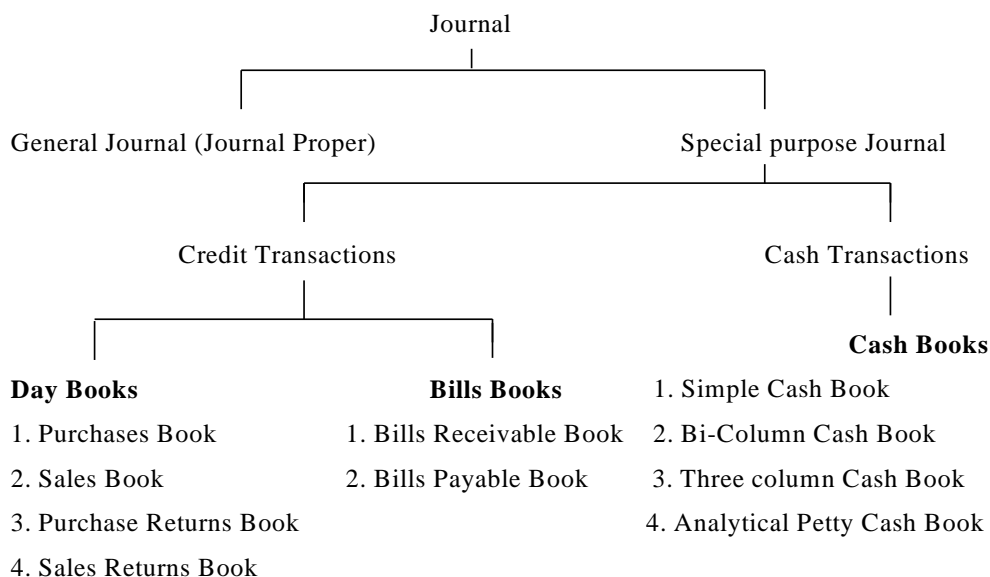 Journal
General Journal (Journal Proper)
Special purpose Journal
Credit Transactions
Cash Transactions
Day Books
1. Purchases Book
2. Sales Book
3. Purchase Returns Book
4. Sales Returns Book
Bills Books
1. Bills Receivable Book
2. Bills Payable Book
Cash Books
1. Simple Cash Book
2. Bi-Column Cash Book
3. Three column Cash Book
4. Analytical Petty Cash Book